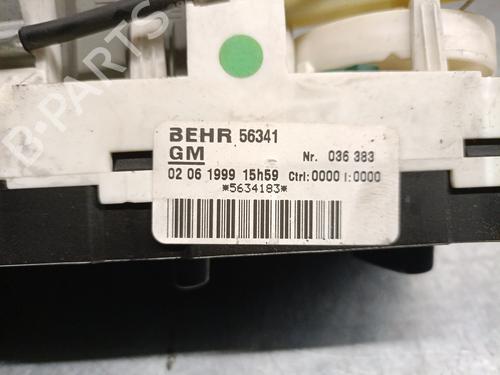 BEHR 56341
GM Nr. 036 383
02 06 1999 15h59 Ctrl:0000 I:0000
*5634183*
B-PARTS